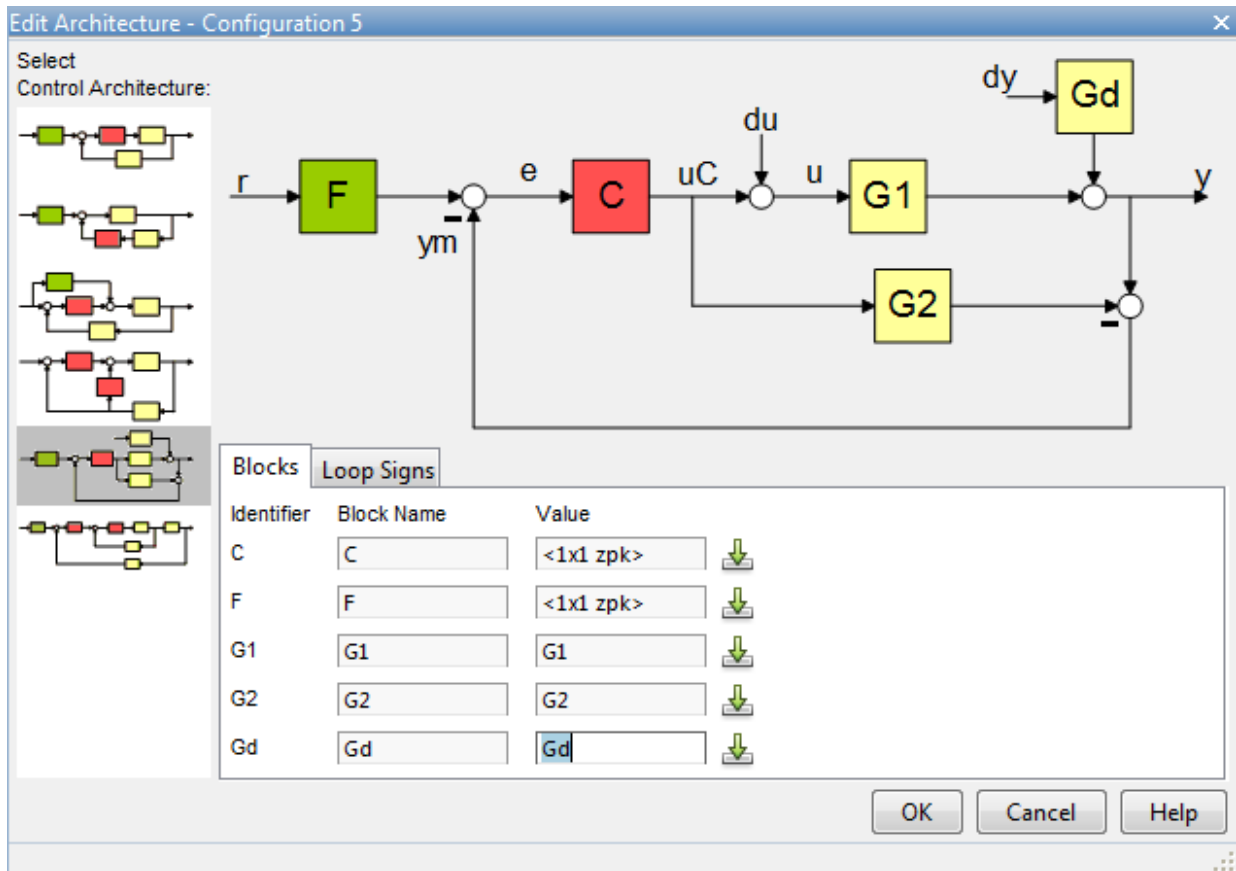 Edit Architecture - Configuration 5
Select
Control Architecture:
dy
Gd
du
r
F
e
C
uC
u
G1
y
ym
G2
Blocks
Loop Signs
Identifier Block Name Value
C C <1x1 zpk>
F F <1x1 zpk>
G1 G1 G1
G2 G2 G2
Gd Gd Gd
OK Cancel Help